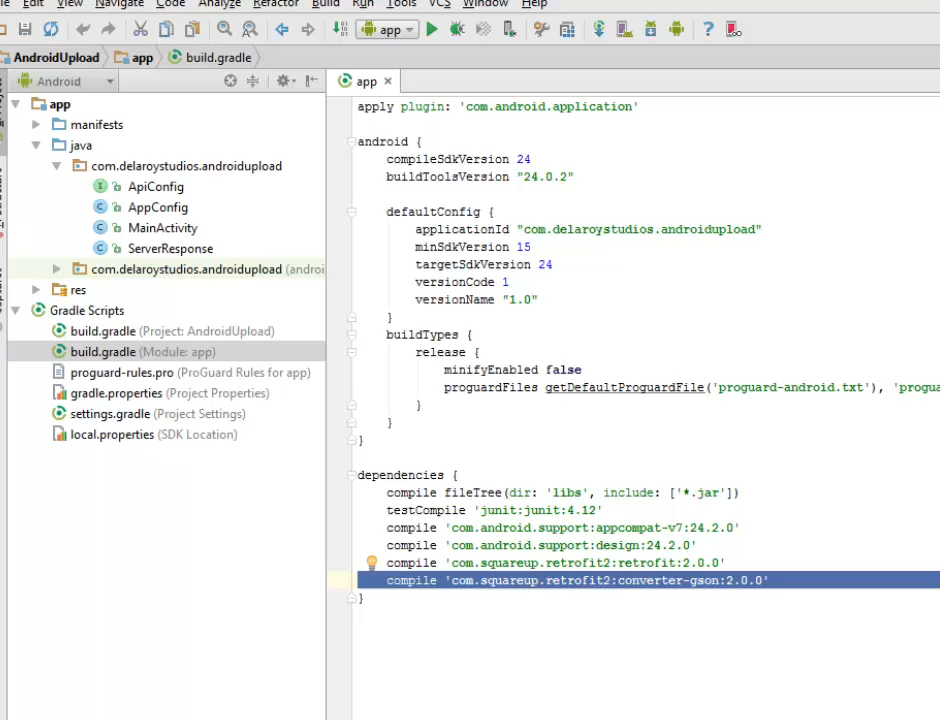 Edit View Navigate Code Analyze Refactor Build Run Tools VCS Window Help
app
AndroidUpload app build.gradle
Android
app
manifests
java
com.delaroystudios.androidupload
ApiConfig
AppConfig
MainActivity
ServerResponse
com.delaroystudios.androidupload (androi
res
Gradle Scripts
build.gradle (Project: AndroidUpload)
build.gradle (Module: app)
proguard-rules.pro (ProGuard Rules for app)
gradle.properties (Project Properties)
settings.gradle (Project Settings)
local.properties (SDK Location)
app
apply plugin: 'com.android.application'
android {
compileSdkVersion 24
buildToolsVersion "24.0.2"
defaultConfig {
applicationId "com.delaroystudios.androidupload"
minSdkVersion 15
targetSdkVersion 24
versionCode 1
versionName "1.0"
}
buildTypes {
release {
minifyEnabled false
proguardFiles getDefaultProguardFile('proguard-android.txt'), 'progua
}
}
}
dependencies {
compile fileTree(dir: 'libs', include: ['*.jar'])
testCompile 'junit:junit:4.12'
compile 'com.android.support:appcompat-v7:24.2.0'
compile 'com.android.support:design:24.2.0'
compile 'com.squareup.retrofit2:retrofit:2.0.0'
compile 'com.squareup.retrofit2:converter-gson:2.0.0'
}